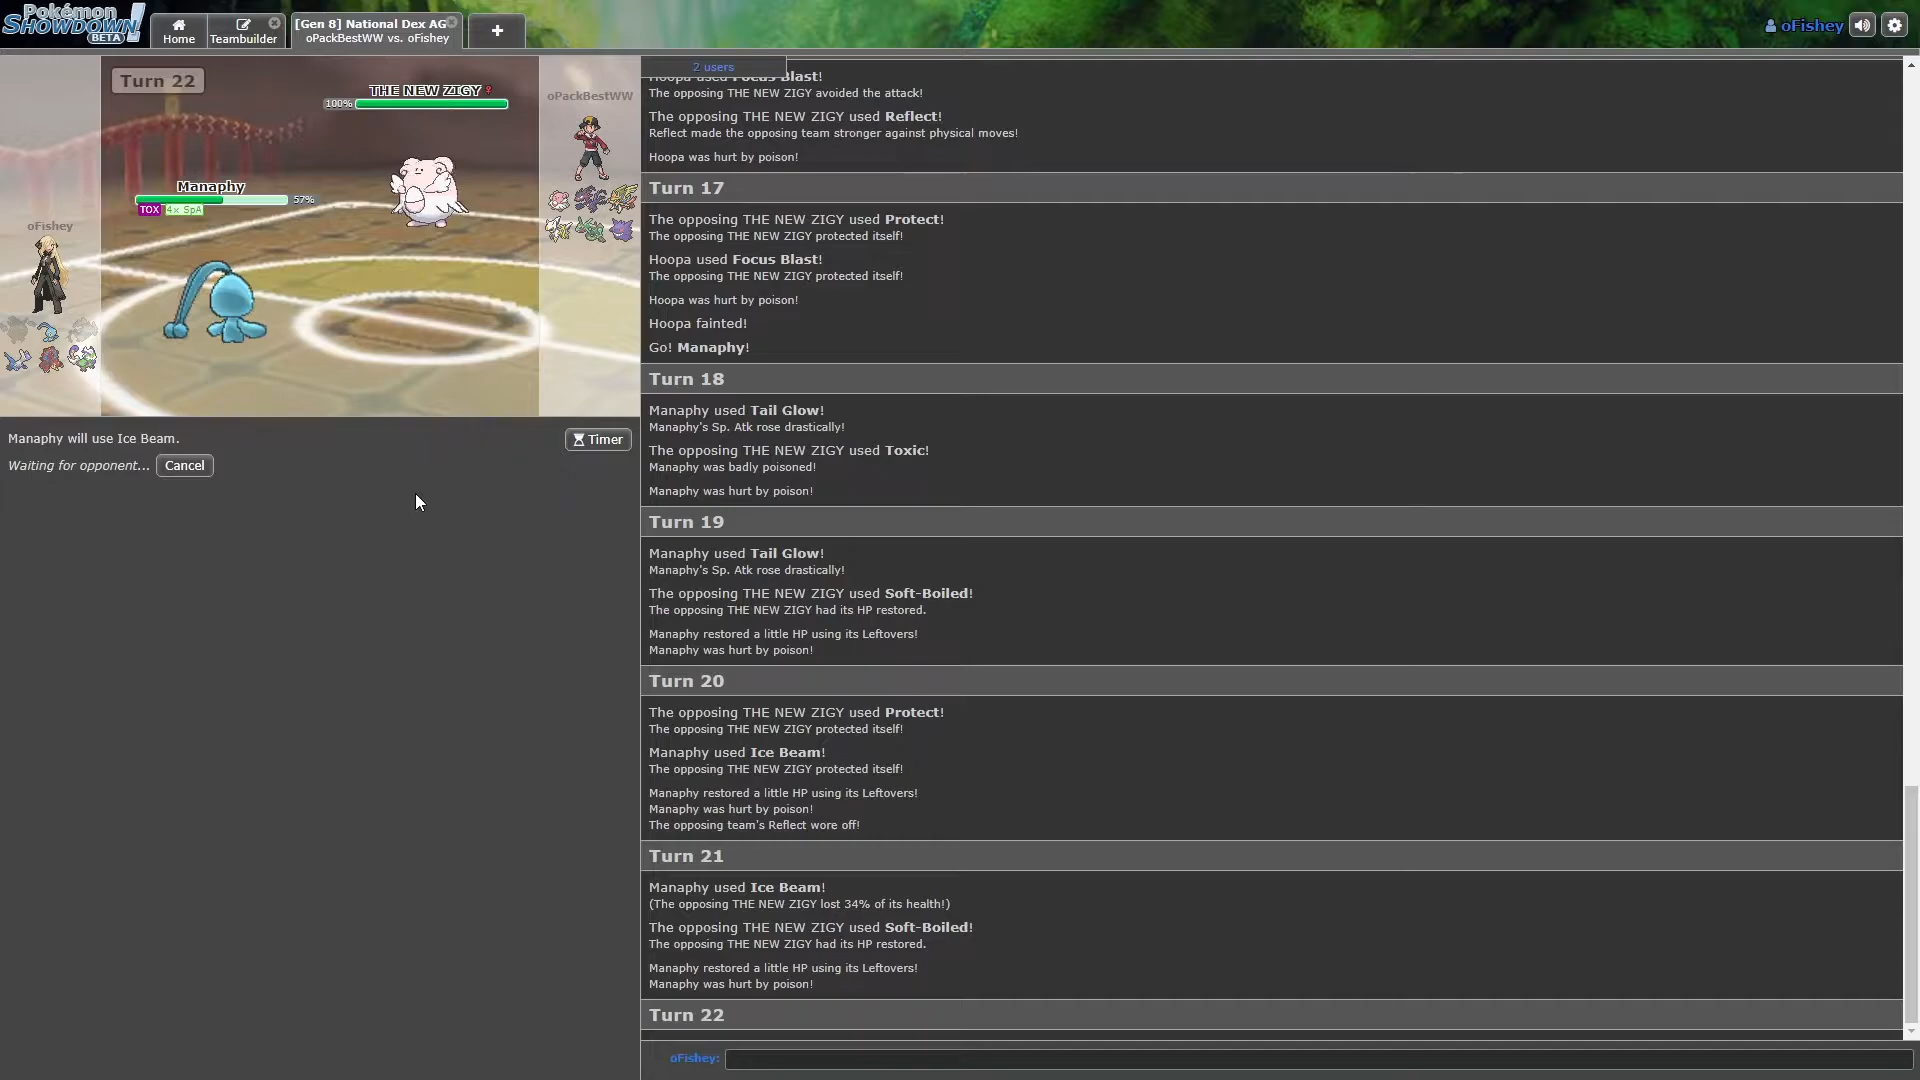 Pokémon
SHOWDOWN!
BETA
Home
Teambuilder
[Gen 8] National Dex AG
oPackBestWW vs. oFishey
+
oFishey
Turn 22
THE NEW ZIGY ♀
100%
Manaphy
57%
TOX 4x SpA
oFishey
oPackBestWW
Manaphy will use Ice Beam.
Waiting for opponent... Cancel
Timer
2 users
Hoopa used Focus Blast!
The opposing THE NEW ZIGY avoided the attack!
The opposing THE NEW ZIGY used Reflect!
Reflect made the opposing team stronger against physical moves!
Hoopa was hurt by poison!
Turn 17
The opposing THE NEW ZIGY used Protect!
The opposing THE NEW ZIGY protected itself!
Hoopa used Focus Blast!
The opposing THE NEW ZIGY protected itself!
Hoopa was hurt by poison!
Hoopa fainted!
Go! Manaphy!
Turn 18
Manaphy used Tail Glow!
Manaphy's Sp. Atk rose drastically!
The opposing THE NEW ZIGY used Toxic!
Manaphy was badly poisoned!
Manaphy was hurt by poison!
Turn 19
Manaphy used Tail Glow!
Manaphy's Sp. Atk rose drastically!
The opposing THE NEW ZIGY used Soft-Boiled!
The opposing THE NEW ZIGY had its HP restored.
Manaphy restored a little HP using its Leftovers!
Manaphy was hurt by poison!
Turn 20
The opposing THE NEW ZIGY used Protect!
The opposing THE NEW ZIGY protected itself!
Manaphy used Ice Beam!
The opposing THE NEW ZIGY protected itself!
Manaphy restored a little HP using its Leftovers!
Manaphy was hurt by poison!
The opposing team's Reflect wore off!
Turn 21
Manaphy used Ice Beam!
(The opposing THE NEW ZIGY lost 34% of its health!)
The opposing THE NEW ZIGY used Soft-Boiled!
The opposing THE NEW ZIGY had its HP restored.
Manaphy restored a little HP using its Leftovers!
Manaphy was hurt by poison!
Turn 22
oFishey: